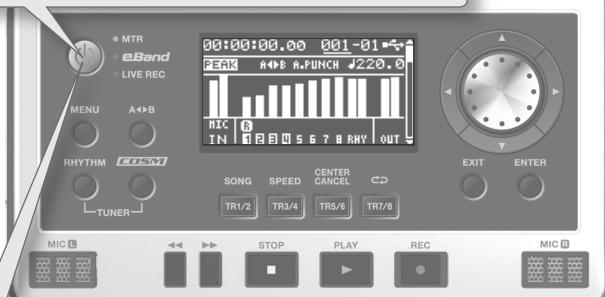 MTR
eBand
LIVE REC
00:00:00.00 001-01
PEAK A◄►B A.PUNCH ♩220.0
MIC R
IN 1 2 3 4 5 6 7 8 RHY OUT
MENU A◄►B
RHYTHM COSM
TUNER
SONG SPEED CENTER CANCEL
TR1/2 TR3/4 TR5/6 TR7/8
EXIT ENTER
MIC L STOP PLAY REC MIC R